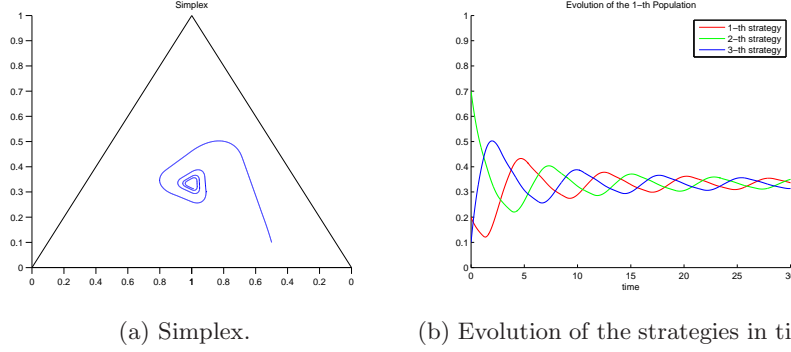 Simplex
1
0.9
0.8
0.7
0.6
0.5
0.4
0.3
0.2
0.1
0
0 0.2 0.4 0.6 0.8 1 0.8 0.6 0.4 0.2 0
(a) Simplex.
Evolution of the 1−th Population
1
0.9
0.8
0.7
0.6
0.5
0.4
0.3
0.2
0.1
0
1−th strategy
2−th strategy
3−th strategy
0 5 10 15 20 25 30
time
(b) Evolution of the strategies in ti